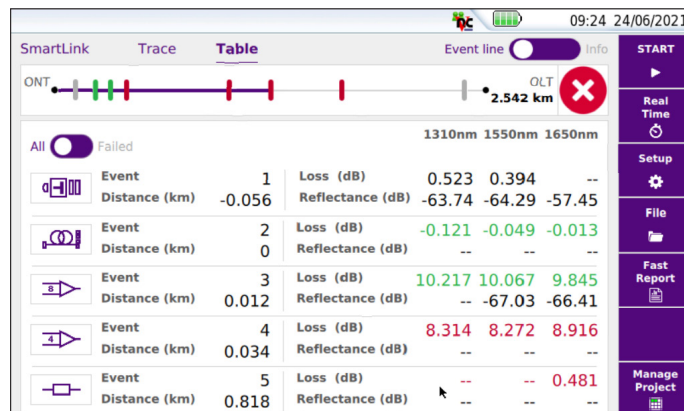 09:24 24/06/2021
SmartLink Trace Table Event line Info START
ONT OLT
2.542 km
Real
Time
All Failed
1310nm 1550nm 1650nm
Setup
Event 1 Loss (dB) 0.523 0.394 --
Distance (km) -0.056 Reflectance (dB) -63.74 -64.29 -57.45
File
Event 2 Loss (dB) -0.121 -0.049 -0.013
Distance (km) 0 Reflectance (dB) -- -- --
Fast
Report
8
Event 3 Loss (dB) 10.217 10.067 9.845
Distance (km) 0.012 Reflectance (dB) -- -67.03 -66.41
4
Event 4 Loss (dB) 8.314 8.272 8.916
Distance (km) 0.034 Reflectance (dB) -- -- --
Event 5 Loss (dB) -- -- 0.481
Distance (km) 0.818 Reflectance (dB) -- -- --
Manage
Project